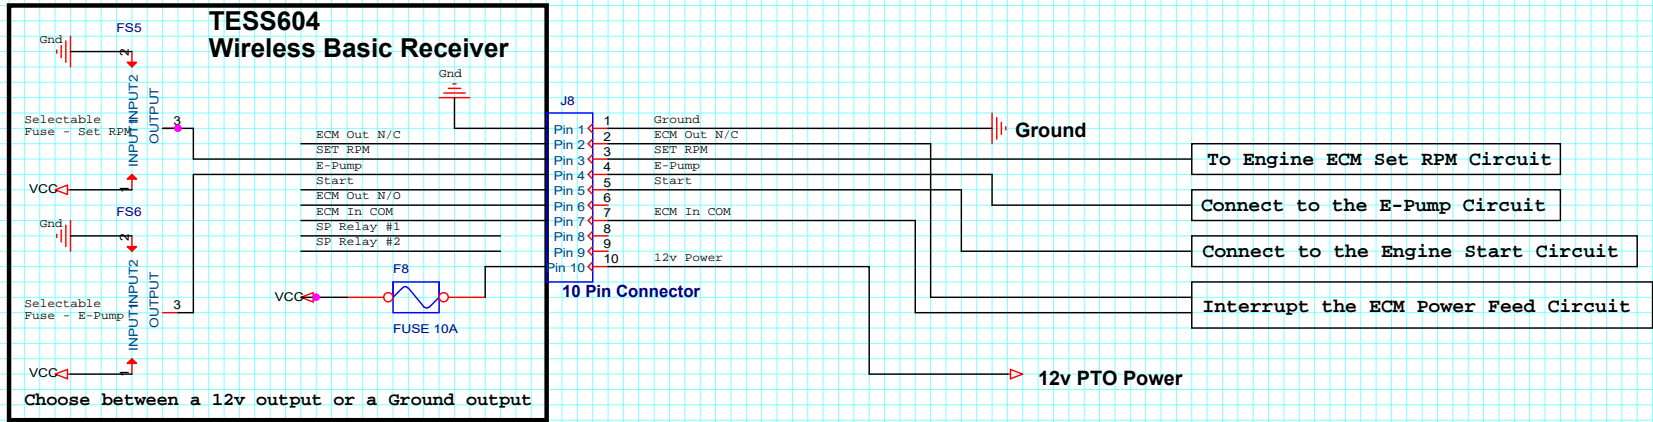 TESS604
Wireless Basic Receiver
FS5
Gnd
2
INPUT2
INPUT1
OUTPUT
3
Selectable
Fuse - Set RPM
VCC
1
FS6
Gnd
2
INPUT2
INPUT1
OUTPUT
3
Selectable
Fuse - E-Pump
VCC
1
Choose between a 12v output or a Ground output
Gnd
ECM Out N/C
SET RPM
E-Pump
Start
ECM Out N/O
ECM In COM
SP Relay #1
SP Relay #2
F8
VCC
FUSE 10A
J8
Pin 1 1 Ground
Pin 2 2 ECM Out N/C
Pin 3 3 SET RPM
Pin 4 4 E-Pump
Pin 5 5 Start
Pin 6 6
Pin 7 7 ECM In COM
Pin 8 8
Pin 9 9
Pin 10 10 12v Power
10 Pin Connector
Ground
To Engine ECM Set RPM Circuit
Connect to the E-Pump Circuit
Connect to the Engine Start Circuit
Interrupt the ECM Power Feed Circuit
12v PTO Power